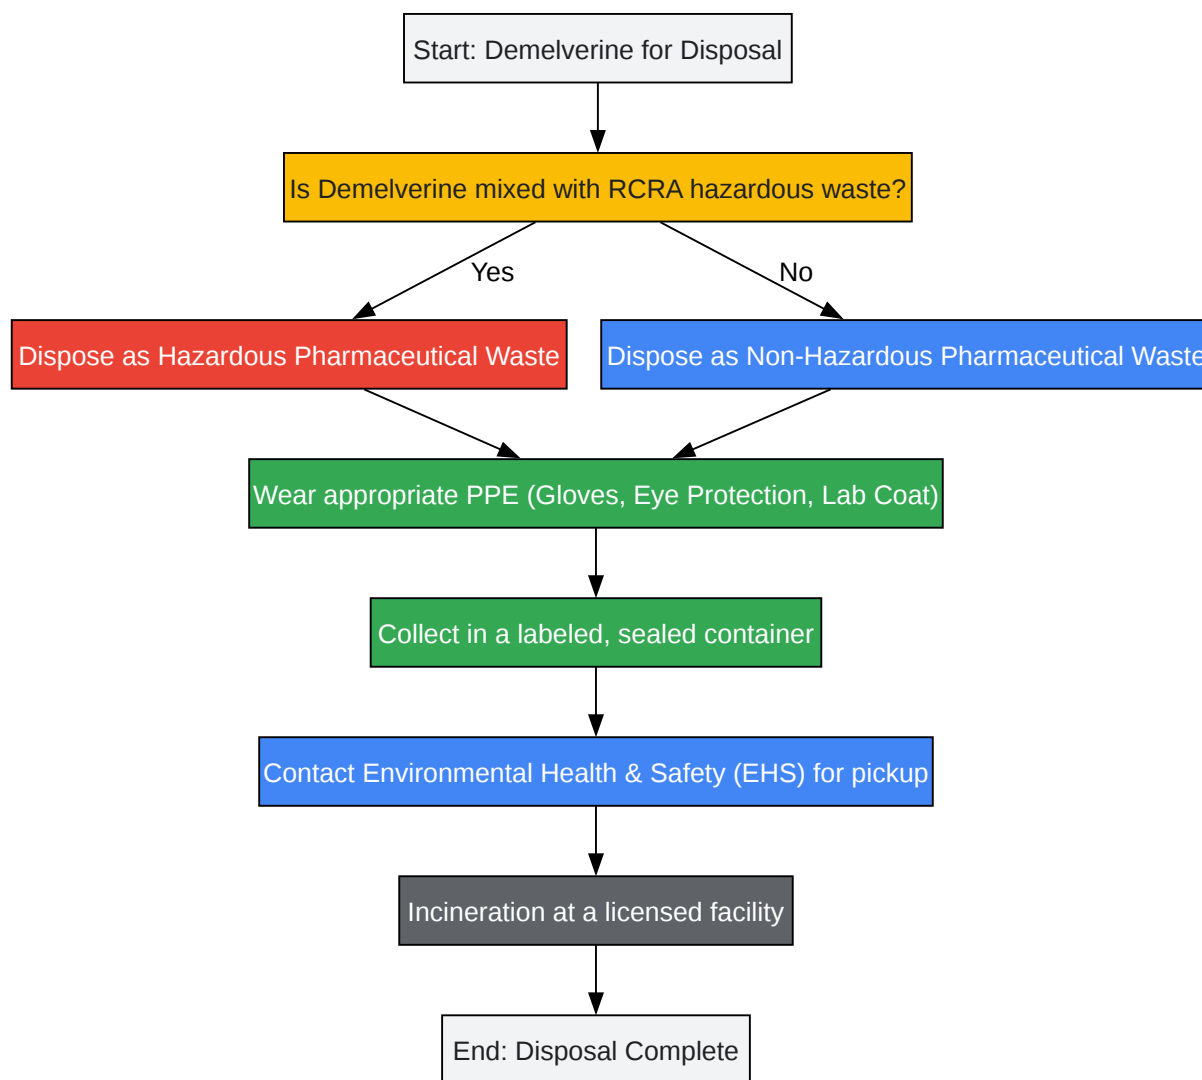 Start: Demelverine for Disposal
Is Demelverine mixed with RCRA hazardous waste?
Yes
No
Dispose as Hazardous Pharmaceutical Waste
Dispose as Non-Hazardous Pharmaceutical Waste
Wear appropriate PPE (Gloves, Eye Protection, Lab Coat)
Collect in a labeled, sealed container
Contact Environmental Health & Safety (EHS) for pickup
Incineration at a licensed facility
End: Disposal Complete